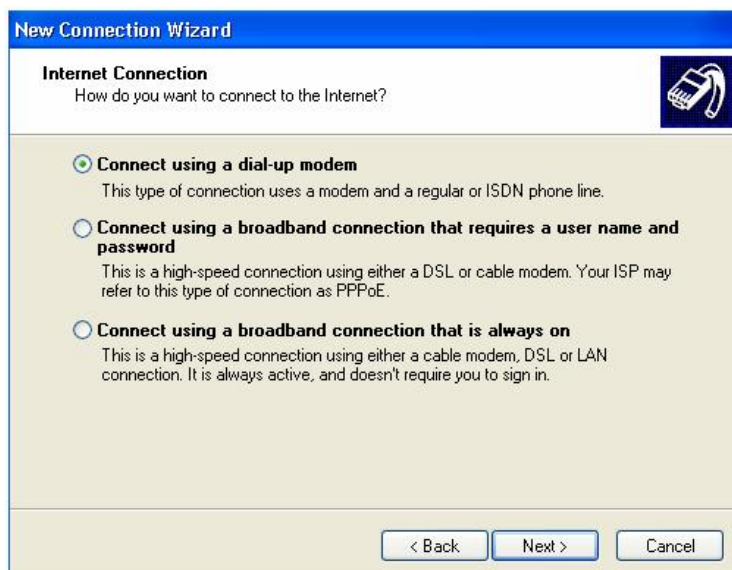 New Connection Wizard
Internet Connection
How do you want to connect to the Internet?
Connect using a dial-up modem
This type of connection uses a modem and a regular or ISDN phone line.
Connect using a broadband connection that requires a user name and
password
This is a high-speed connection using either a DSL or cable modem. Your ISP may
refer to this type of connection as PPPoE.
Connect using a broadband connection that is always on
This is a high-speed connection using either a cable modem, DSL or LAN
connection. It is always active, and doesn't require you to sign in.
< Back
Next >
Cancel